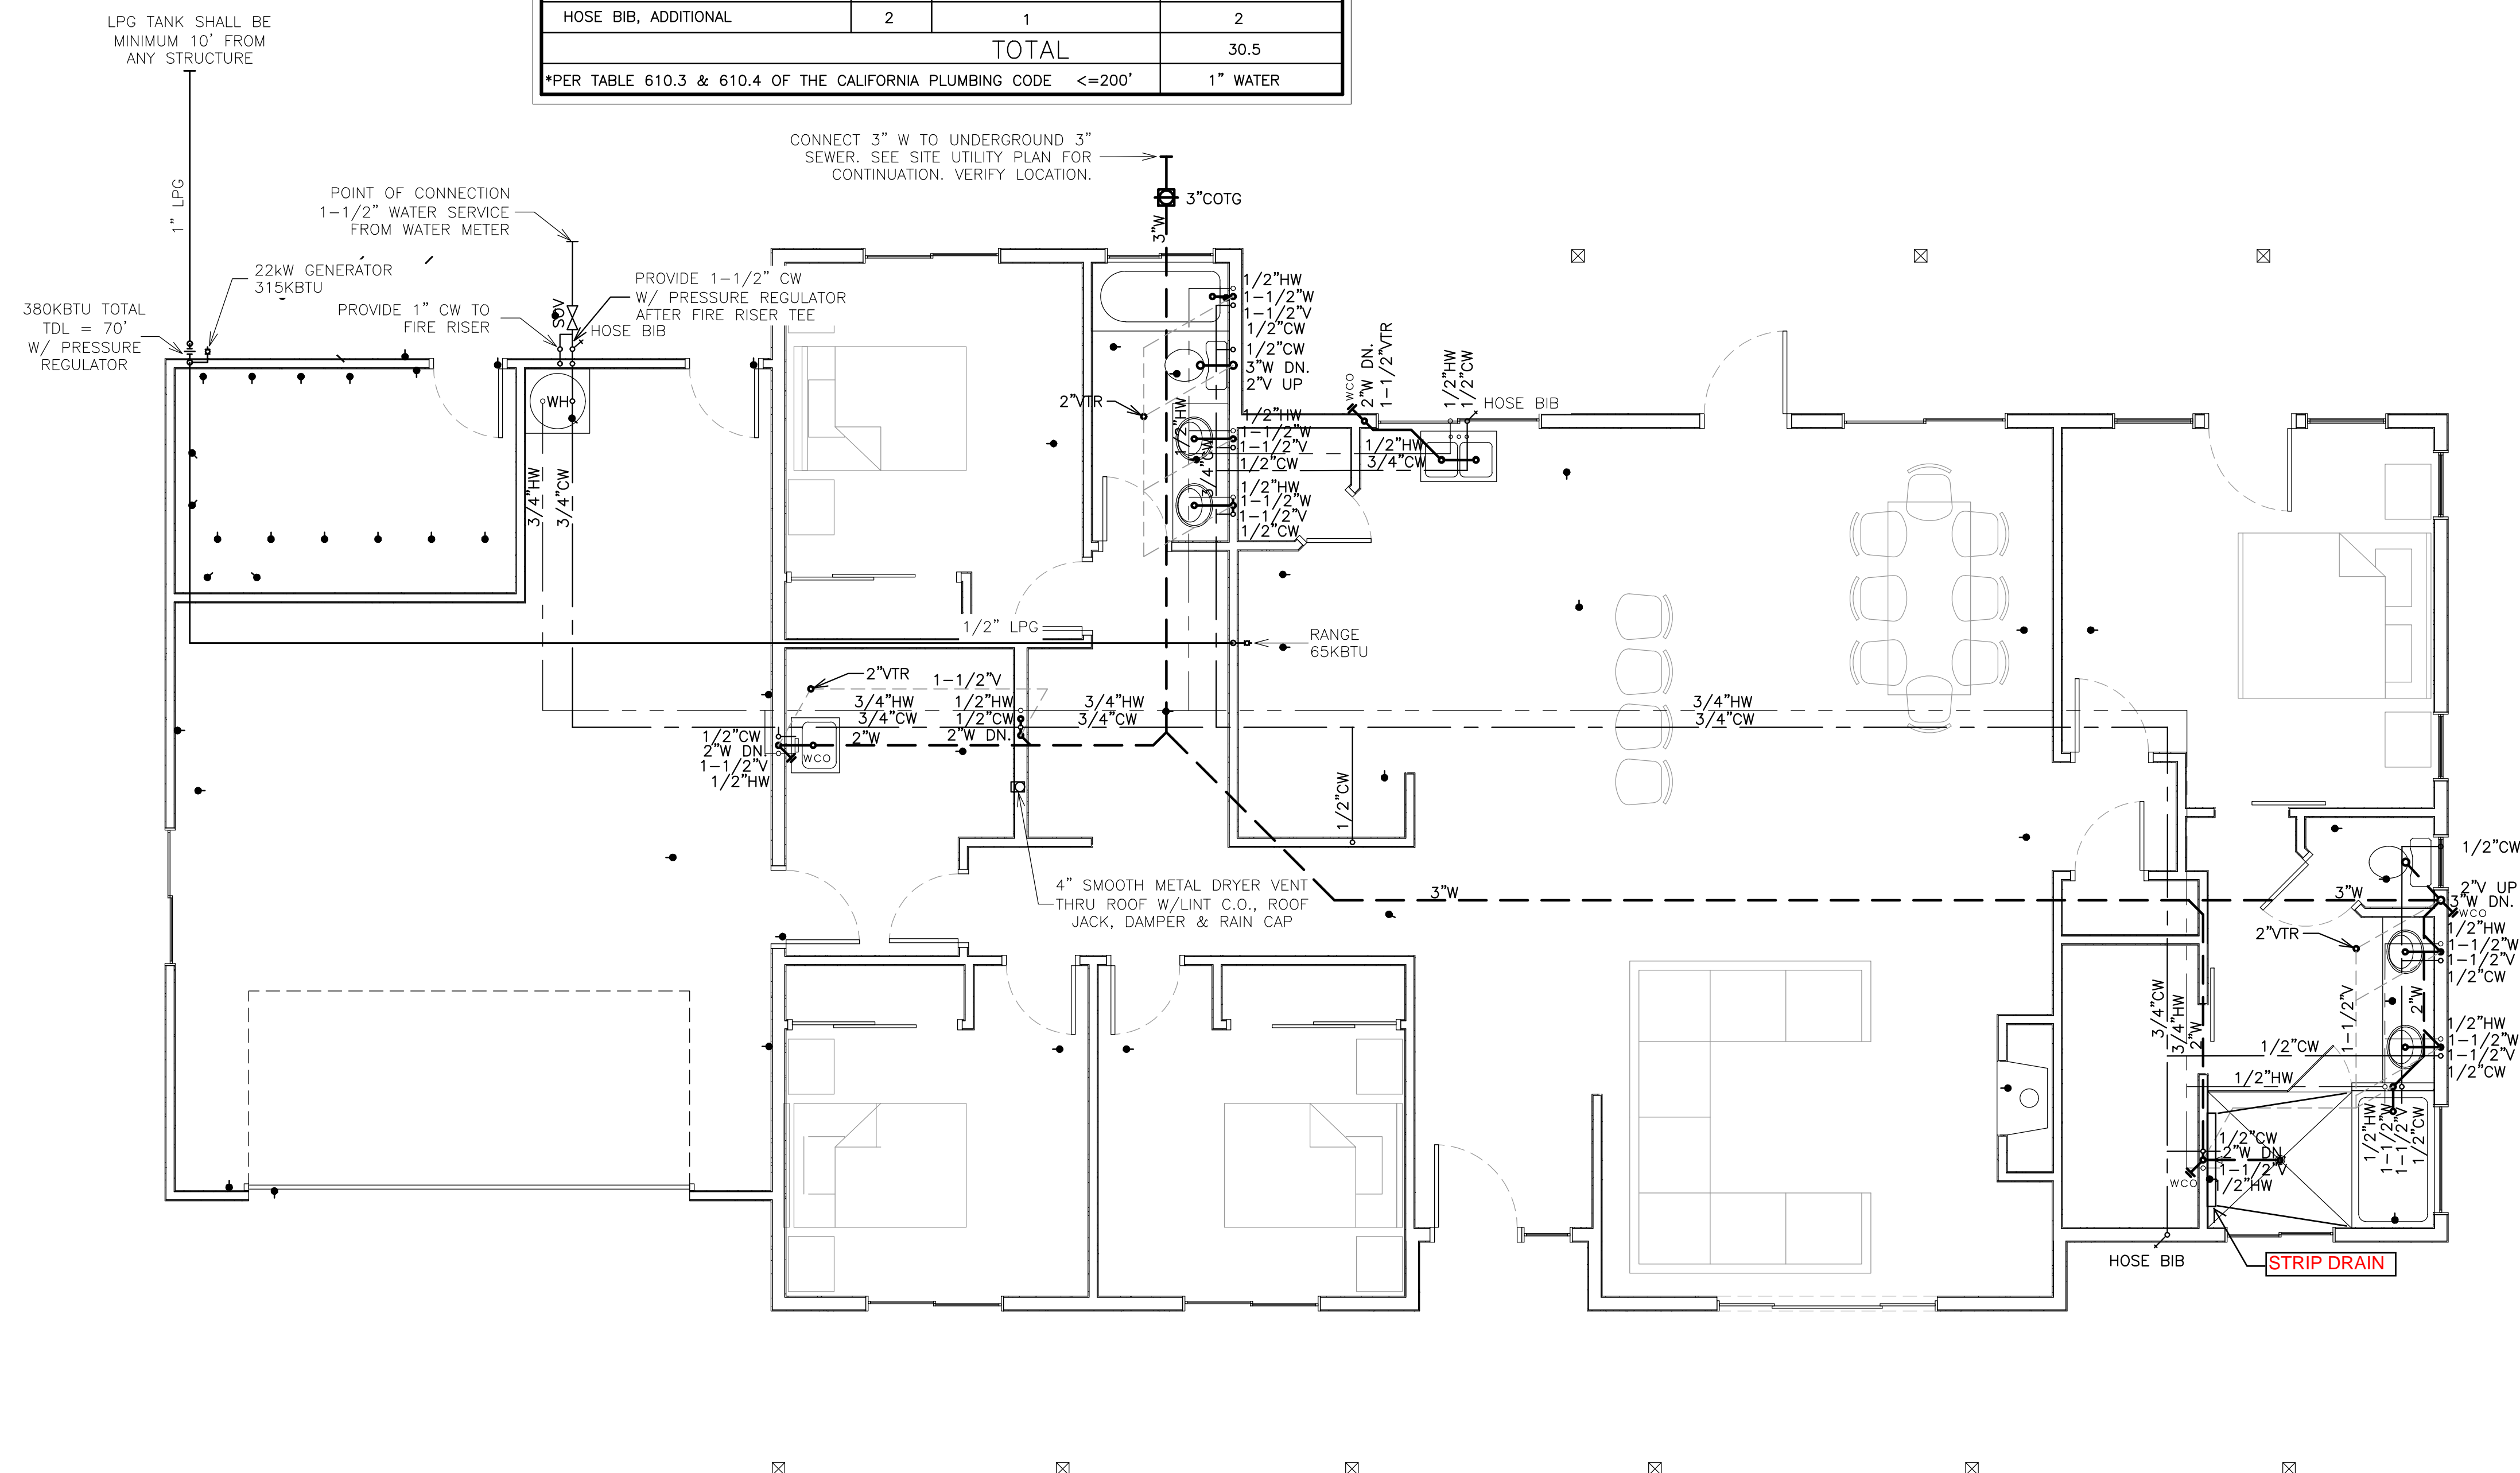 HOSE BIB, ADDITIONAL 2 1 2
TOTAL 30.5
*PER TABLE 610.3 & 610.4 OF THE CALIFORNIA PLUMBING CODE <=200' 1" WATER
LPG TANK SHALL BE
MINIMUM 10' FROM
ANY STRUCTURE
1" LPG
CONNECT 3" W TO UNDERGROUND 3"
SEWER. SEE SITE UTILITY PLAN FOR
CONTINUATION. VERIFY LOCATION.
3"COTG
3"W
POINT OF CONNECTION
1-1/2" WATER SERVICE
FROM WATER METER
22kW GENERATOR
315KBTU
380KBTU TOTAL
TDL = 70'
W/ PRESSURE
REGULATOR
PROVIDE 1" CW TO
FIRE RISER
SOV
HOSE BIB
PROVIDE 1-1/2" CW
W/ PRESSURE REGULATOR
AFTER FIRE RISER TEE
WH
3/4"HW
3/4"CW
1/2"HW
1-1/2"W
1-1/2"V
1/2"CW
1/2"CW
3"W DN.
2"V UP
2"VTR
1/2"HW
3/4"CW
1/2"HW
1-1/2"W
1-1/2"V
1/2"CW
1/2"HW
1-1/2"W
1-1/2"V
1/2"CW
WCO
2"W DN.
1-1/2"VTR
1/2"HW
1/2"CW
HOSE BIB
1/2"HW
3/4"CW
1/2" LPG
RANGE
65KBTU
2"VTR
1-1/2"V
3/4"HW
3/4"CW
1/2"HW
1/2"CW
2"W DN.
3/4"HW
3/4"CW
3/4"HW
3/4"CW
1/2"CW
2"W DN.
1-1/2"V
1/2"HW
WCO
2"W
1/2"CW
4" SMOOTH METAL DRYER VENT
THRU ROOF W/LINT C.O., ROOF
JACK, DAMPER & RAIN CAP
3"W
3"W
1/2"CW
2"V UP
3"W DN.
WCO
2"VTR
1/2"HW
1-1/2"W
1-1/2"V
1/2"CW
1-1/2"V
2"W
3/4"CW
3/4"HW
2"W
1/2"HW
1-1/2"W
1-1/2"V
1/2"CW
1/2"CW
1/2"HW
1/2"HW
1-1/2"W
1-1/2"V
1/2"CW
1/2"CW
2"W DN.
1-1/2"V
1/2"HW
WCO
HOSE BIB
STRIP DRAIN